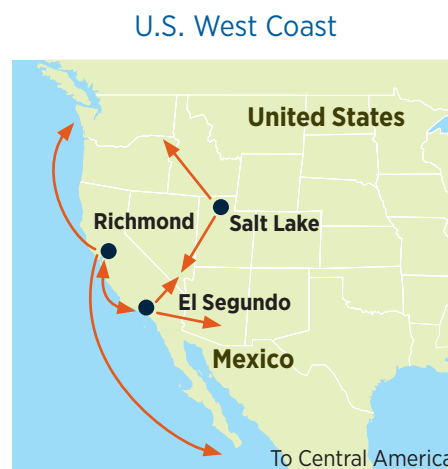 U.S. West Coast
United States
Richmond
Salt Lake
El Segundo
Mexico
To Central America